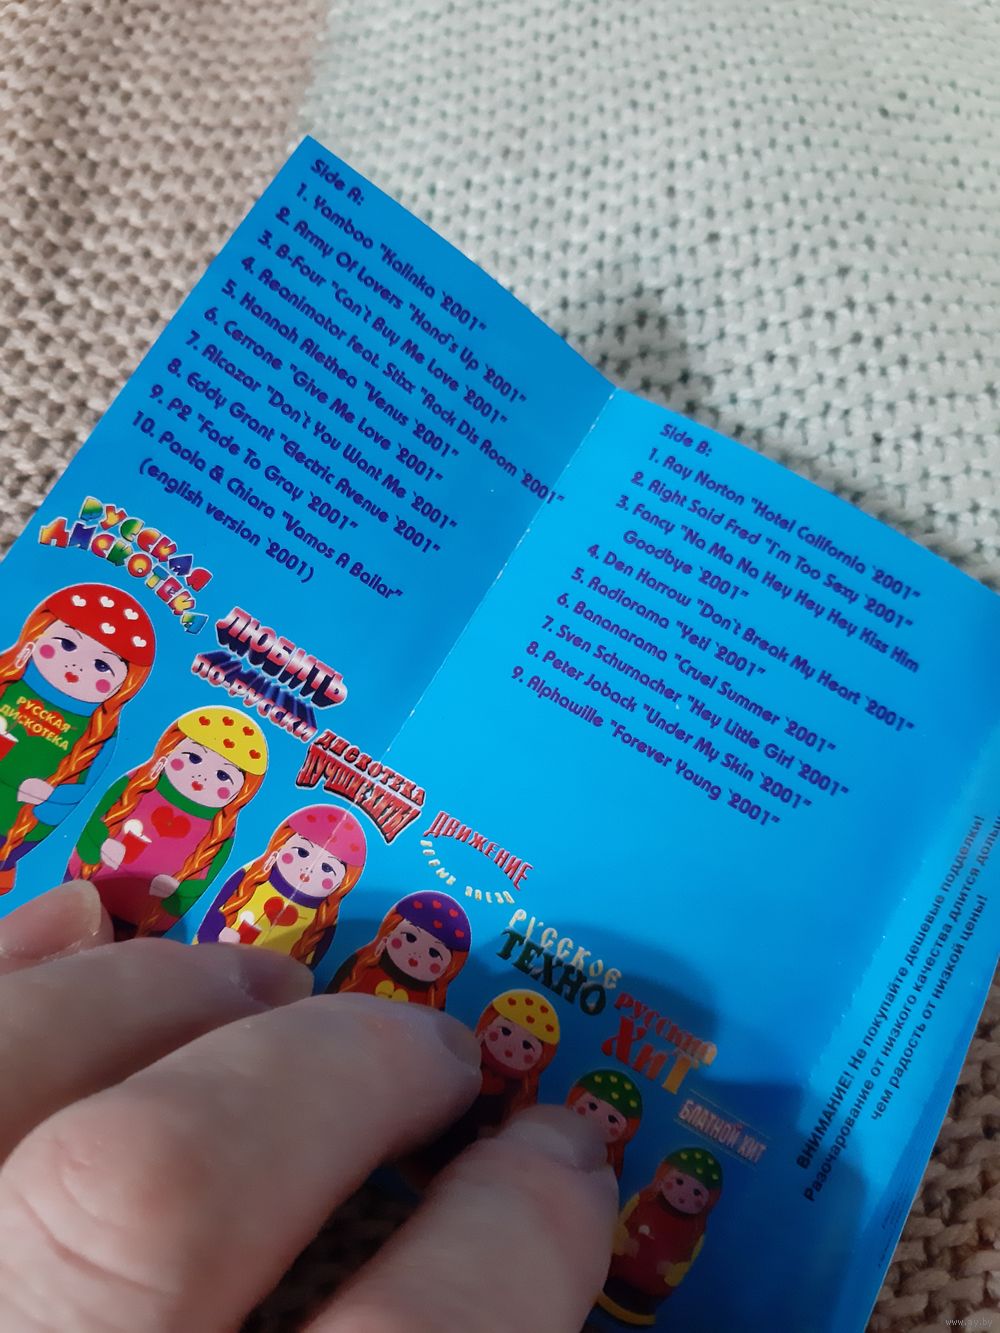 Side A:
1. Yamboo "Kalinka `2001"
2. Army Of Lovers "Hand's Up `2001"
3. B-Four "Can't Buy Me Love `2001"
4. Reanimator feat. Stixx "Rock Dis Room `2001"
5. Hannah Alethea "Venus `2001"
6. Cerrone "Give Me Love `2001"
7. Alcazar "Don`t You Want Me `2001"
8. Eddy Grant "Electric Avenue `2001"
9. P2 "Fade To Gray `2001"
10. Paola & Chiara "Vamos A Bailar"
(english version `2001)
Side B:
1. Ray Norton "Hotel California `2001"
2. Right Said Fred "I'm Too Sexy `2001"
3. Fancy "Na Ma Na Hey Hey Hey Kiss Him
Goodbye `2001"
4. Den Harrow "Don`t Break My Heart `2001"
5. Radiorama "Yeti `2001"
6. Bananarama "Cruel Summer `2001"
7. Sven Schumacher "Hey Little Girl `2001"
8. Peter Joback "Under My Skin `2001"
9. Alphawille "Forever Young `2001"
РУССКАЯ
ДИСКОТЕКА
РУССКАЯ
ДИСКОТЕКА
ЛЮБИТЬ
ПО-РУССКИ
ДИСКОТЕКА
ЛУЧШИЕ ХИТЫ
ДВИЖЕНИЕ
РУССКОЕ
ТЕХНО
РУССКИЙ
ХИТ
БЛАТНОЙ ХИТ
ВНИМАНИЕ! Не покупайте дешевые подделки!
Разочарование от низкого качества длится
чем радость от низкой цены!
www.ay.by